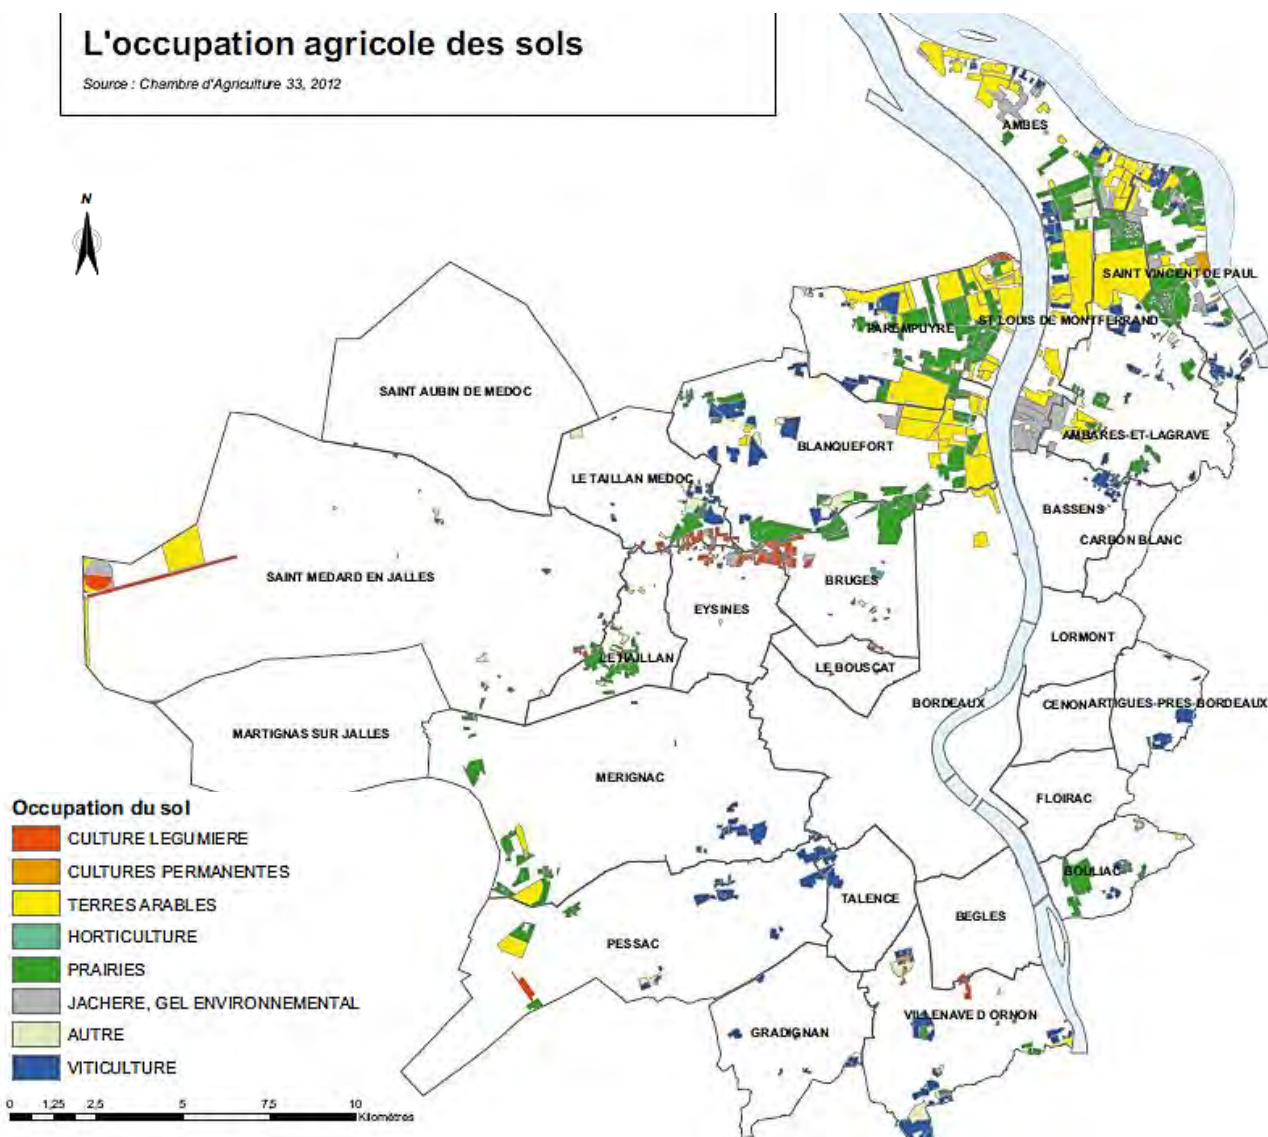 L'occupation agricole des sols
Source : Chambre d'Agriculture 33, 2012
N
AMBES
SAINT VINCENT DE PAUL
PAREMPUYRE
ST LOUIS DE MONTFERRAND
SAINT AUBIN DE MEDOC
BLANQUEFORT
AMBARES-ET-LAGRAVE
LE TAILLAN MEDOC
BASSENS
CARBON BLANC
SAINT MEDARD EN JALLES
BRUGES
EYSINES
LORMONT
LE HAILLAN
LE BOUSCAT
BORDEAUX
CENON
ARTIGUES-PRES-BORDEAUX
MARTIGNAS SUR JALLES
MERIGNAC
FLOIRAC
BOULIAC
TALENCE
BEGLES
PESSAC
VILLENAVE D ORNON
GRADIGNAN
Occupation du sol
CULTURE LEGUMIERE
CULTURES PERMANENTES
TERRES ARABLES
HORTICULTURE
PRAIRIES
JACHERE, GEL ENVIRONNEMENTAL
AUTRE
VITICULTURE
0 1,25 2,5 5 7,5 10
Kilomètres